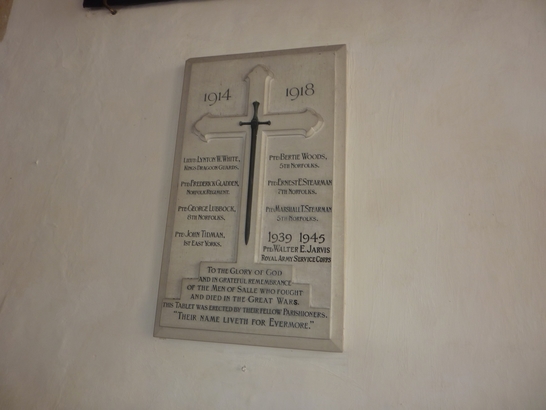 1914 1918
LIEUT LYNTON W. WHITE,
KINGS DRAGOON GUARDS.
PTE FREDERICK GLADDEN,
NORFOLK REGIMENT.
PTE GEORGE LUBBOCK,
8TH NORFOLKS.
PTE JOHN TIDMAN,
1ST EAST YORKS.
PTE BERTIE WOODS,
5TH NORFOLKS.
PTE ERNEST F. STEARMAN
7TH NORFOLKS.
PTE MARSHALL T. STEARMAN
NORFOLKS.
1939 1945
PTE WALTER E. JARVIS
ROYAL ARMY SERVICE CORPS
TO THE GLORY OF GOD
AND IN GRATEFUL REMEMBRANCE
OF THE MEN OF SALLE WHO FOUGHT
AND DIED IN THE GREAT WARS.
THIS TABLET WAS ERECTED BY THEIR FELLOW PARISHIONERS.
"THEIR NAME LIVETH FOR EVERMORE."